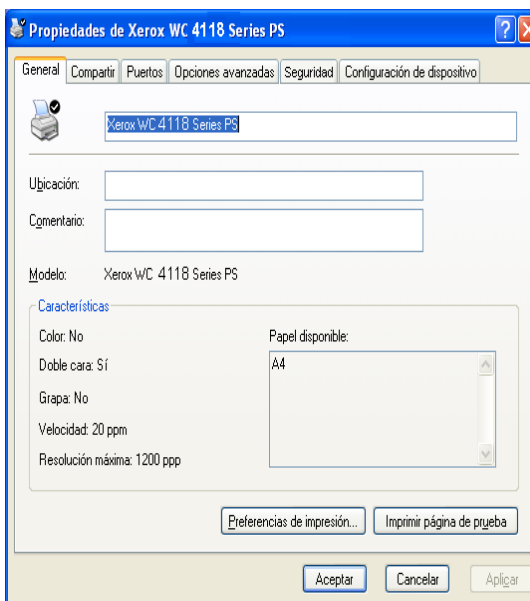 Propiedades de Xerox WC 4118 Series PS
General Compartir Puertos Opciones avanzadas Seguridad Configuración de dispositivo
Xerox WC 4118 Series PS
Ubicación:
Comentario:
Modelo: Xerox WC 4118 Series PS
Características
Color: No Papel disponible:
Doble cara: Sí A4
Grapa: No
Velocidad: 20 ppm
Resolución máxima: 1200 ppp
Preferencias de impresión... Imprimir página de prueba
Aceptar Cancelar Aplicar